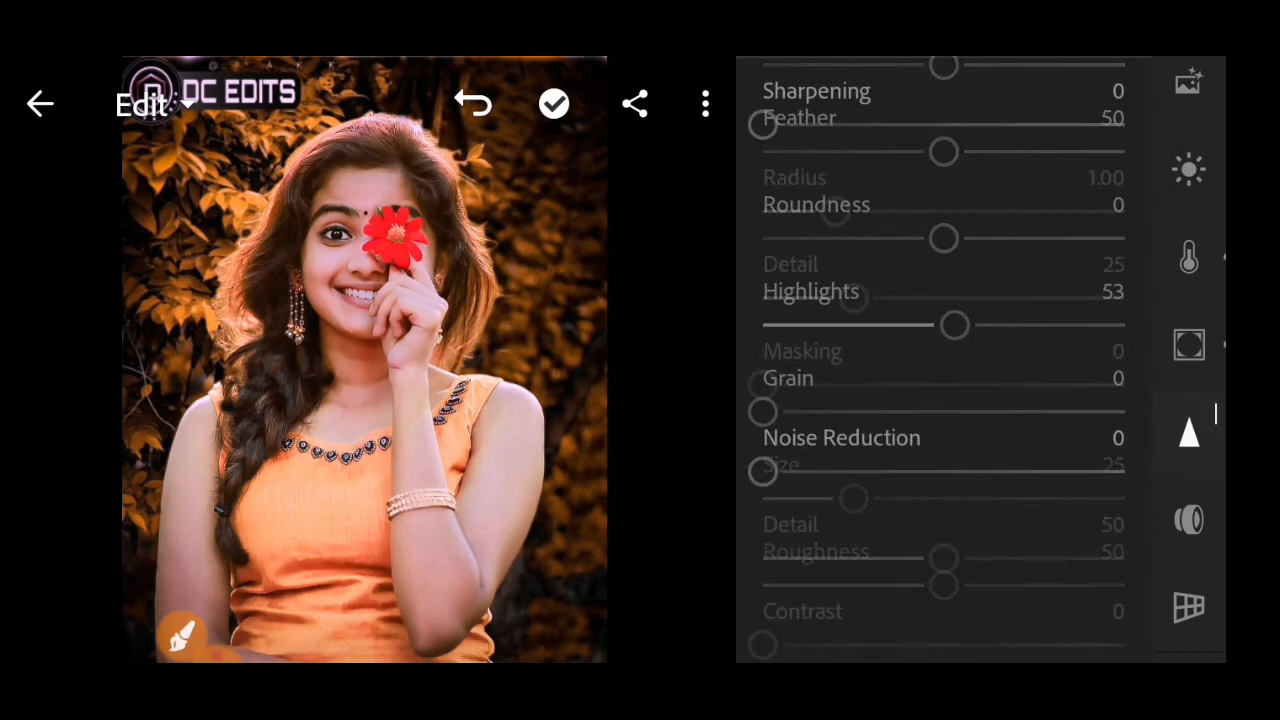 @ P A K K
DC EDITS
Edit
Sharpening 0
Feather 50
Radius 1.00
Roundness 0
Detail 25
Highlights 53
Masking 0
Grain 0
Noise Reduction 0
Size 25
Detail 50
Roughness 50
Contrast 0